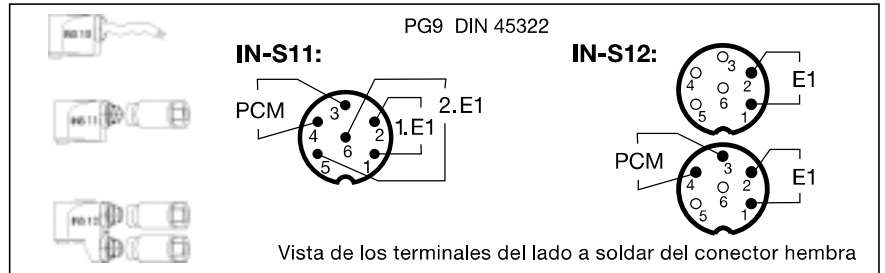 PG9 DIN 45322
IN-S11:
IN-S12:
PCM
3
4
5
6
2
1
1.E1
2.E1
3
4
5
6
2
1
E1
PCM
3
4
5
6
2
1
E1
Vista de los terminales del lado a soldar del conector hembra